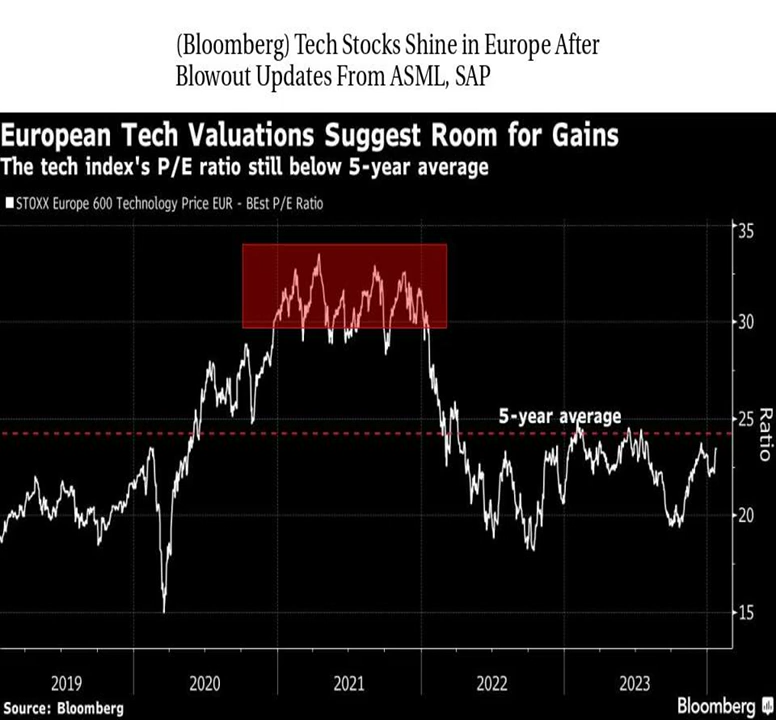 (Bloomberg) Tech Stocks Shine in Europe After
Blowout Updates From ASML, SAP
European Tech Valuations Suggest Room for Gains
The tech index's P/E ratio still below 5-year average
STOXX Europe 600 Technology Price EUR - BEst P/E Ratio
35
30
5-year average
25
Ratio
20
15
2019 2020 2021 2022 2023
Source: Bloomberg
Bloomberg